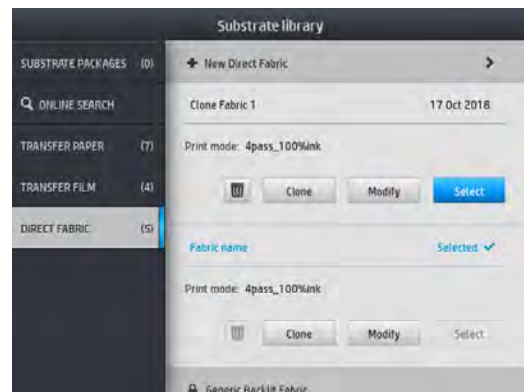 Substrate library
SUBSTRATE PACKAGES (0)
ONLINE SEARCH
TRANSFER PAPER (7)
TRANSFER FILM (4)
DIRECT FABRIC (5)
New Direct Fabric
Clone Fabric 1 17 Oct 2018
Print mode: 4pass_100%ink
Clone Modify Select
Fabric name Selected
Print mode: 4pass_100%ink
Clone Modify Select
Generic Backlit Fabric